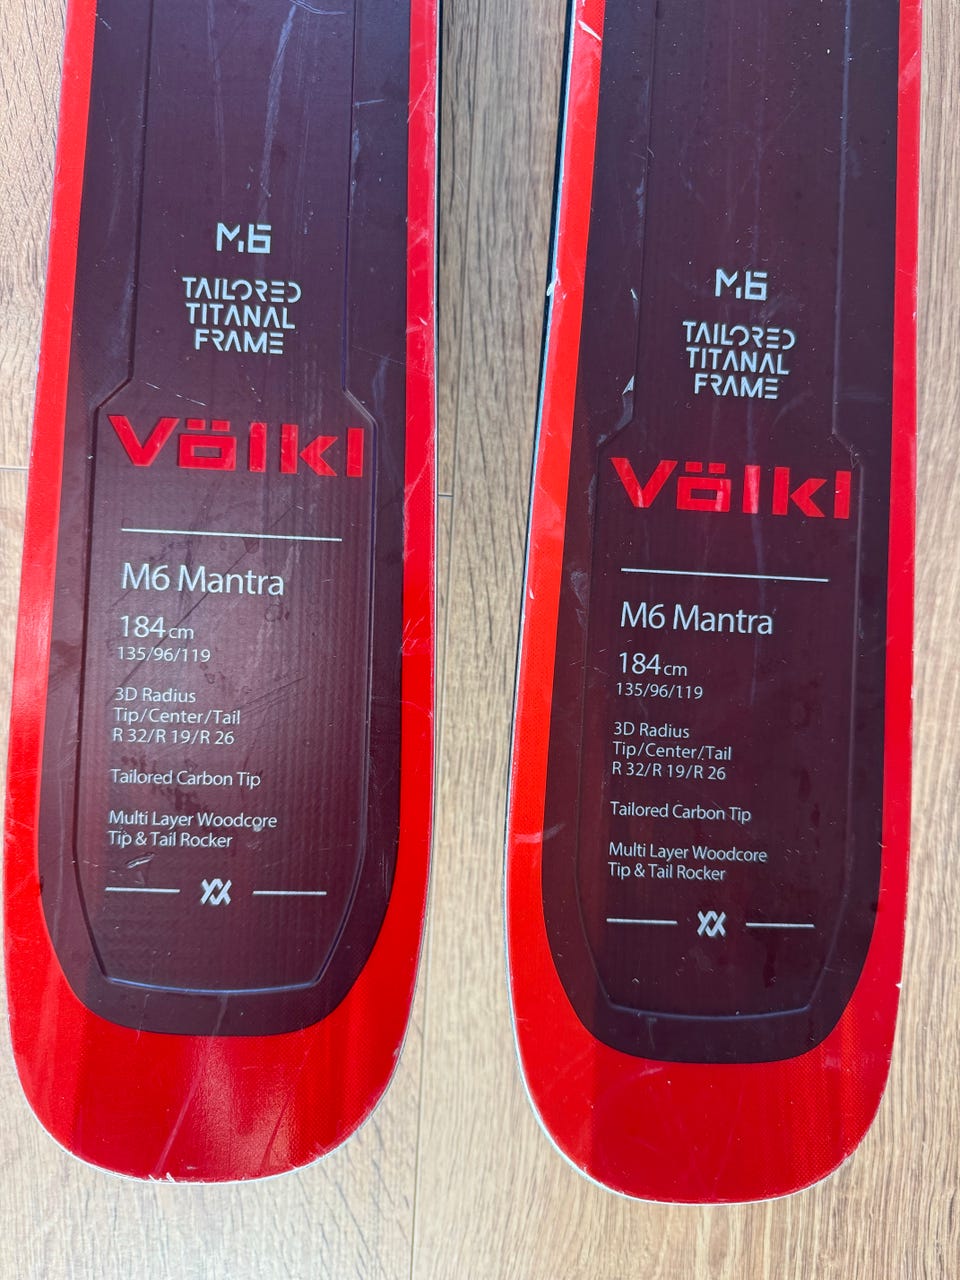 M6
TAILORED
TITANAL
FRAME
Völkl
M6 Mantra
184cm
135/96/119
3D Radius
Tip/Center/Tail
R 32/R 19/R 26
Tailored Carbon Tip
Multi Layer Woodcore
Tip & Tail Rocker
M6
TAILORED
TITANAL
FRAME
Völkl
M6 Mantra
184cm
135/96/119
3D Radius
Tip/Center/Tail
R 32/R 19/R 26
Tailored Carbon Tip
Multi Layer Woodcore
Tip & Tail Rocker